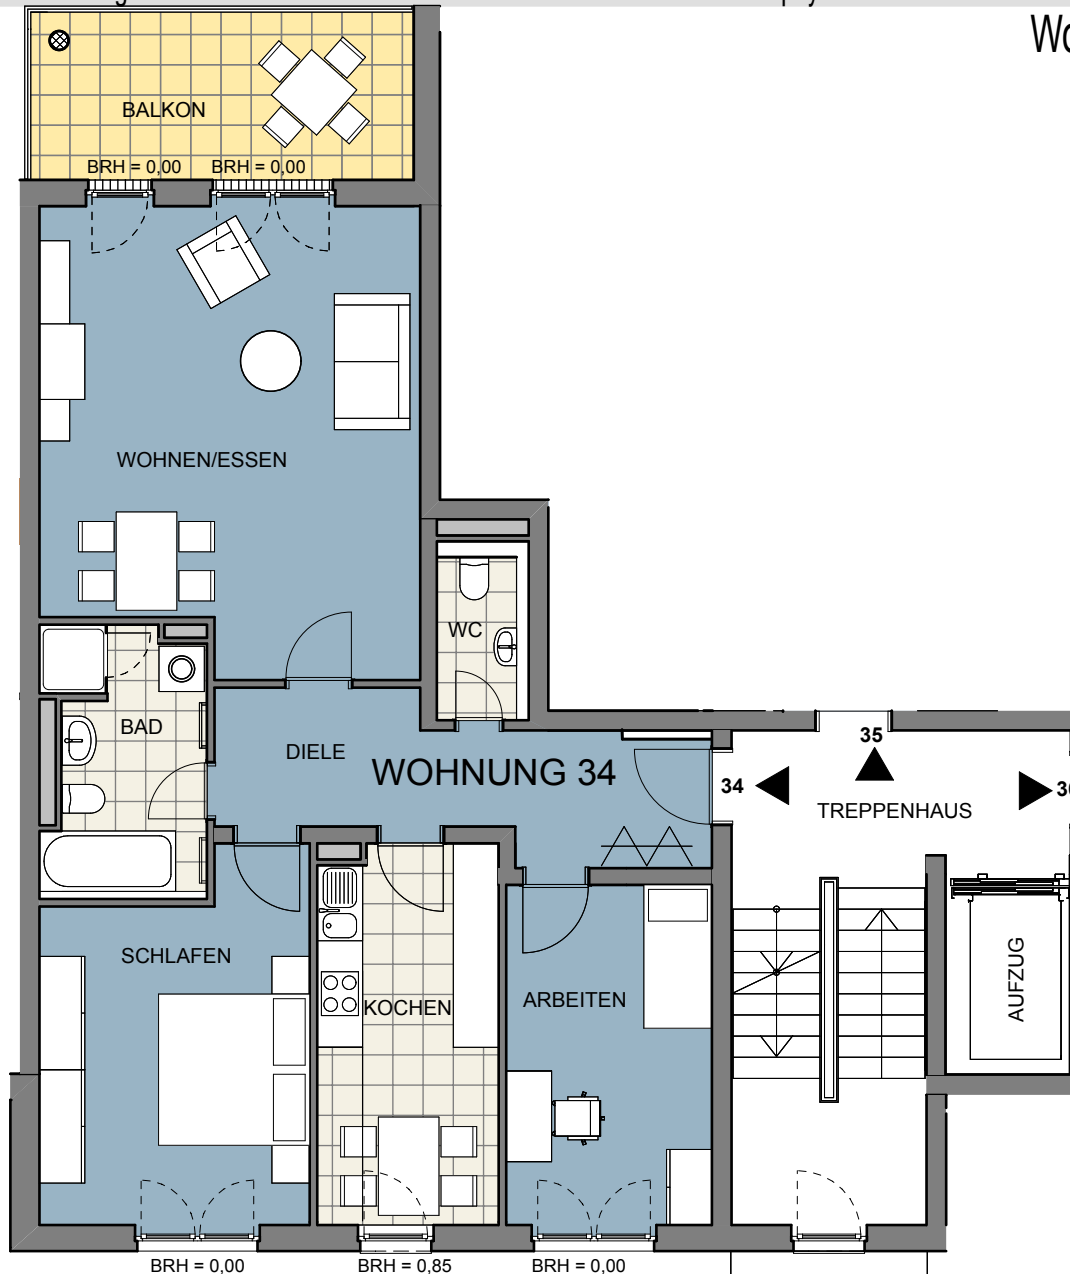 Wo
BALKON
BRH = 0,00 BRH = 0,00
WOHNEN/ESSEN
WC
BAD
DIELE
WOHNUNG 34
35
34
TREPPENHAUS
SCHLAFEN
KOCHEN
ARBEITEN
AUFZUG
BRH = 0,00 BRH = 0,85 BRH = 0,00